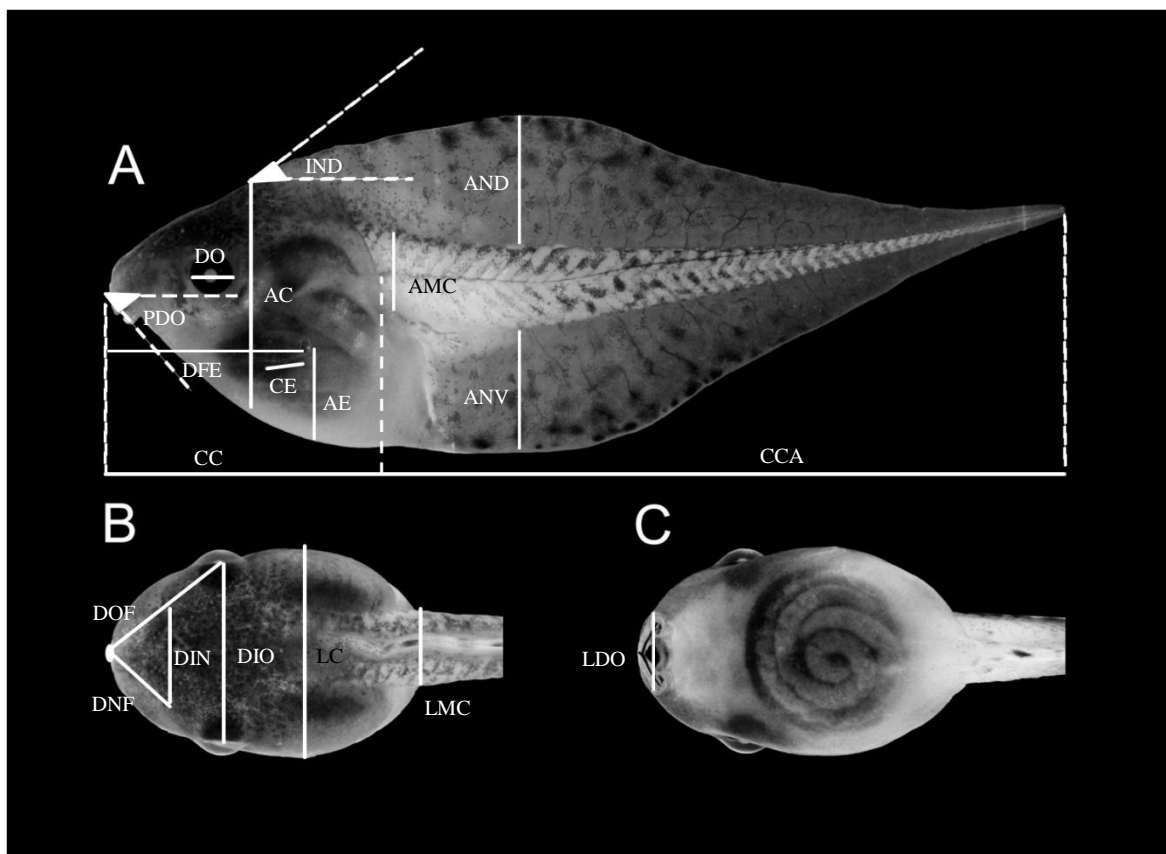 A
IND
AND
DO
AC
AMC
PDO
DFE
CE
AE
ANV
CC
CCA
B
C
DOF
DIN
DIO
LC
LDO
DNF
LMC